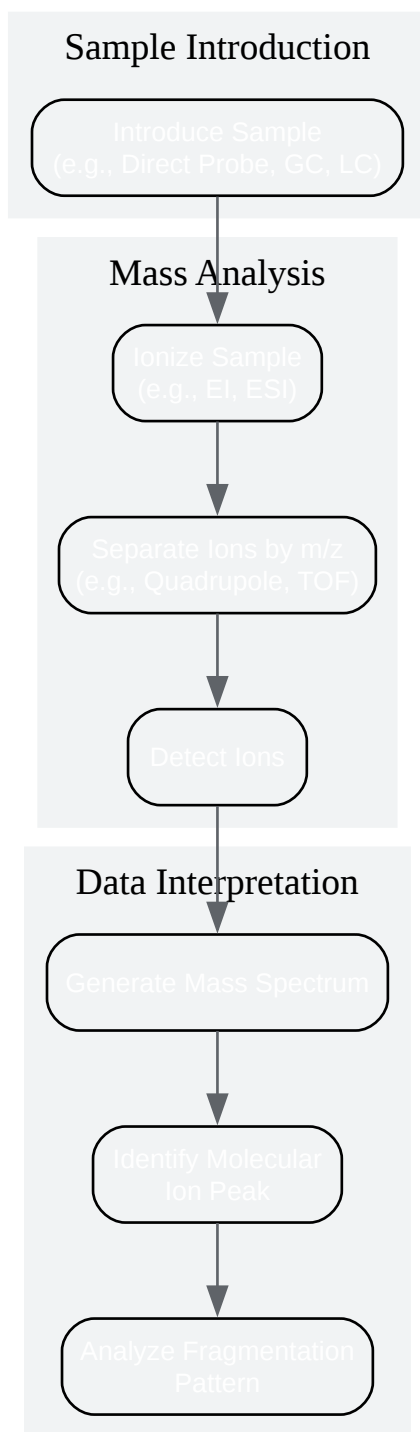 Sample Introduction
Introduce Sample
(e.g., Direct Probe, GC, LC)
Mass Analysis
Ionize Sample
(e.g., EI, ESI)
Separate Ions by m/z
(e.g., Quadrupole, TOF)
Detect Ions
Data Interpretation
Generate Mass Spectrum
Identify Molecular
Ion Peak
Analyze Fragmentation
Pattern